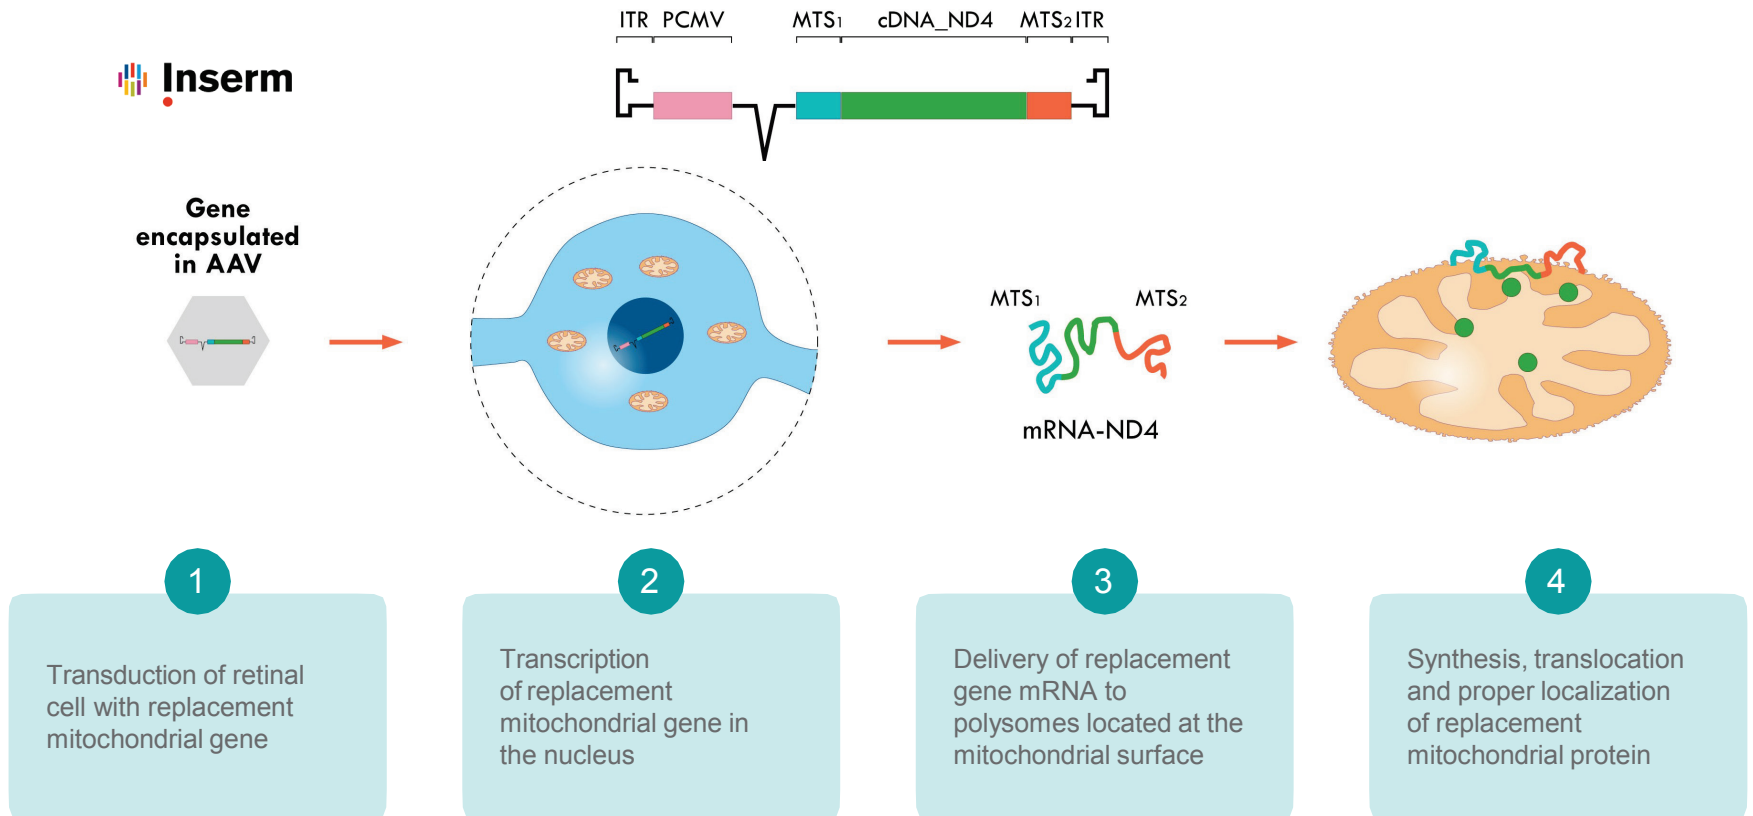 ITR PCMV MTS1 cDNA_ND4 MTS2 ITR
Inserm
Gene
encapsulated
in AAV
MTS1 MTS2
mRNA-ND4
1
Transduction of retinal
cell with replacement
mitochondrial gene
2
Transcription
of replacement
mitochondrial gene in
the nucleus
3
Delivery of replacement
gene mRNA to
polysomes located at the
mitochondrial surface
4
Synthesis, translocation
and proper localization
of replacement
mitochondrial protein